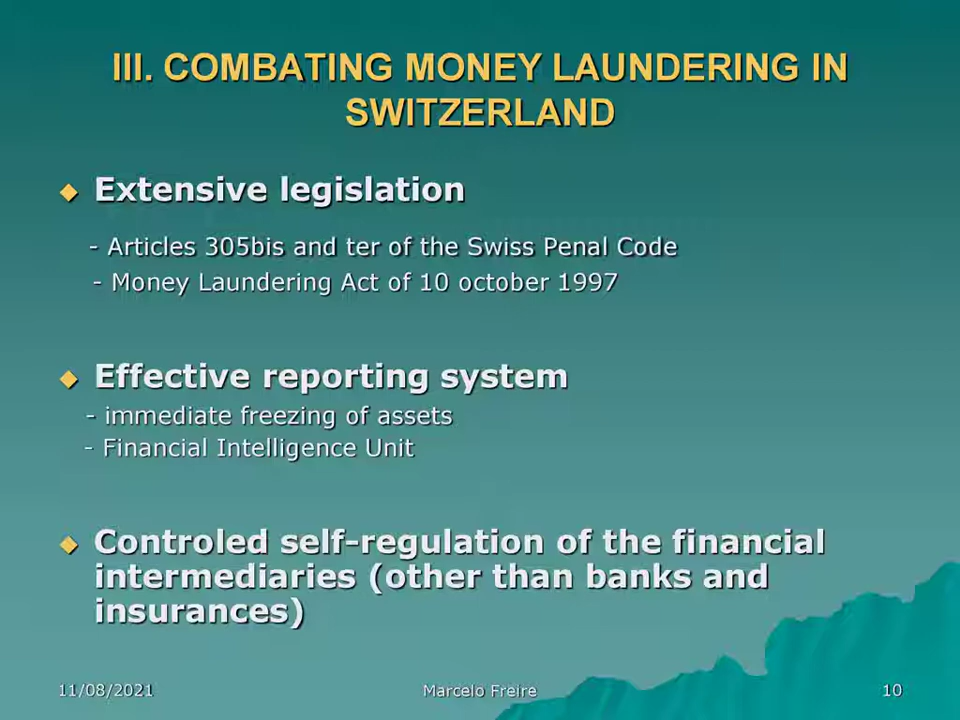 III. COMBATING MONEY LAUNDERING IN
SWITZERLAND
Extensive legislation
- Articles 305bis and ter of the Swiss Penal Code
- Money Laundering Act of 10 october 1997
Effective reporting system
- immediate freezing of assets
- Financial Intelligence Unit
Controled self-regulation of the financial
intermediaries (other than banks and
insurances)
11/08/2021 Marcelo Freire 10